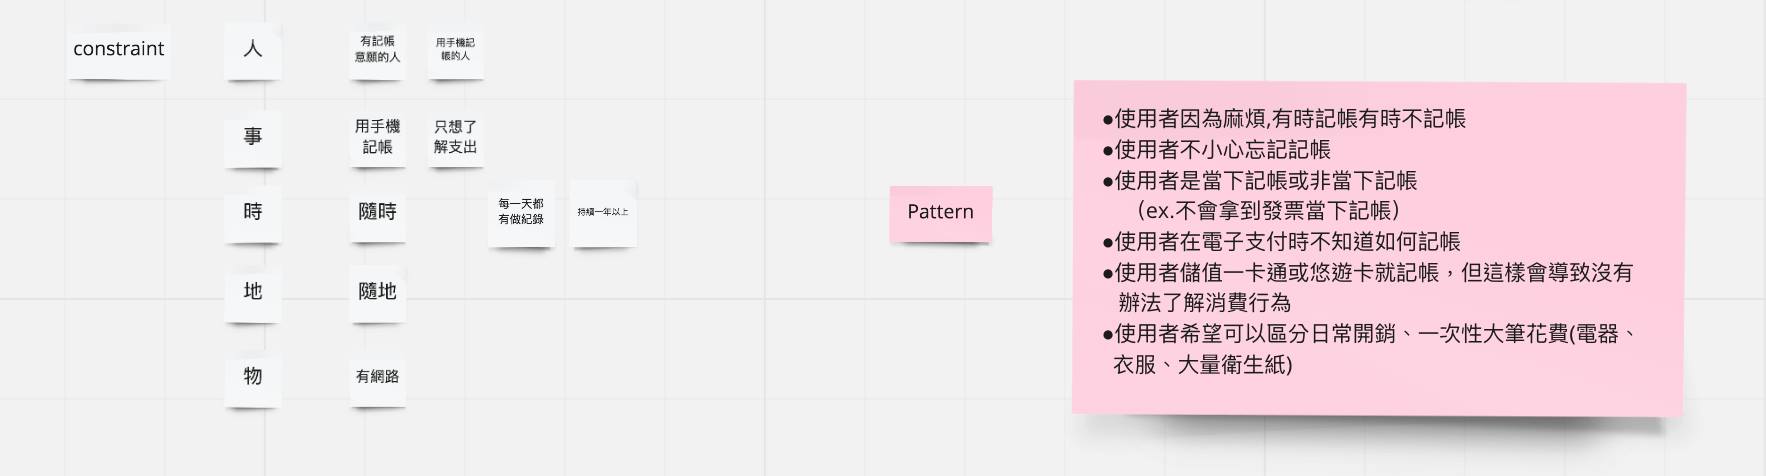 constraint
人
有記帳
意願的人
用手機記
帳的人
事
用手機
記帳
只想了
解支出
時
隨時
每一天都
有做紀錄
持續一年以上
地
隨地
物
有網路
Pattern
●使用者因為麻煩,有時記帳有時不記帳
●使用者不小心忘記記帳
●使用者是當下記帳或非當下記帳
（ex.不會拿到發票當下記帳）
●使用者在電子支付時不知道如何記帳
●使用者儲值一卡通或悠遊卡就記帳，但這樣會導致沒有
辦法了解消費行為
●使用者希望可以區分日常開銷、一次性大筆花費(電器、
衣服、大量衛生紙)